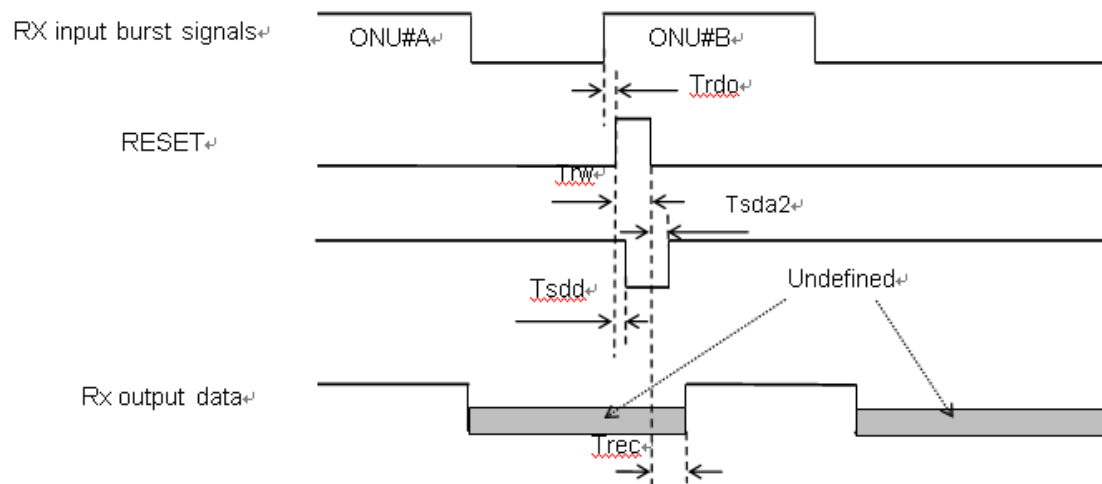 RX input burst signals↵
ONU#A↵
ONU#B↵
Trdo↵
RESET↵
Trw↵
Tsda2↵
Tsdd↵
Undefined↵
Rx output data↵
Trec↵